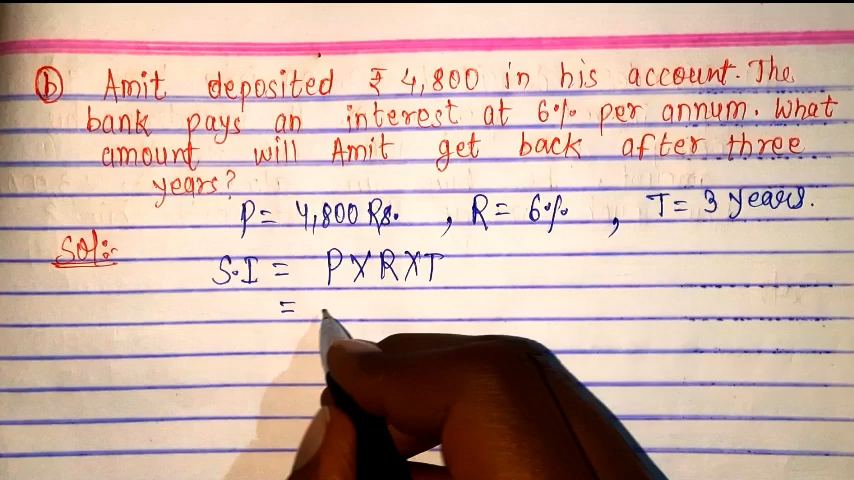 b Amit deposited ₹ 4,800 in his account. The
bank pays an interest at 6% per annum. What
amount will Amit get back after three
years?
P = 4,800 Rs. , R = 6% , T = 3 years.
Sol:-
S.I = P X R X T
=